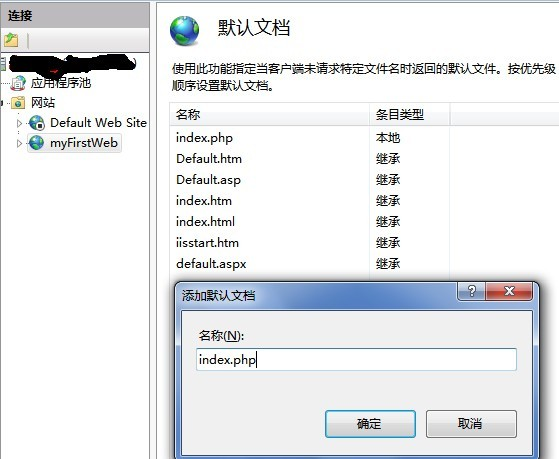 连接
应用程序池
网站
Default Web Site
myFirstWeb
默认文档
使用此功能指定当客户端未请求特定文件名时返回的默认文件。按优先级
顺序设置默认文档。
名称 条目类型
index.php 本地
Default.htm 继承
Default.asp 继承
index.htm 继承
index.html 继承
iisstart.htm 继承
default.aspx 继承
添加默认文档
名称(N):
index.php
确定 取消